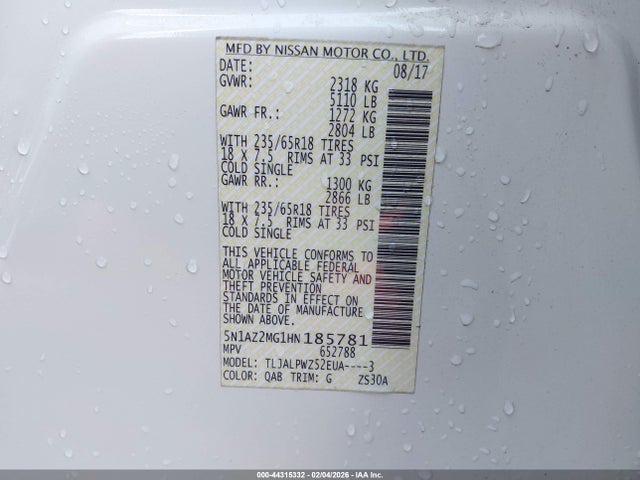 MFD BY NISSAN MOTOR CO., LTD.
DATE: 08/17
GVWR: 2318 KG
5110 LB
GAWR FR.: 1272 KG
2804 LB
WITH 235/65R18 TIRES
18 X 7.5 RIMS AT 33 PSI
COLD SINGLE
GAWR RR.: 1300 KG
2866 LB
WITH 235/65R18 TIRES
18 X 7.5 RIMS AT 33 PSI
COLD SINGLE
THIS VEHICLE CONFORMS TO
ALL APPLICABLE FEDERAL
MOTOR VEHICLE SAFETY AND
THEFT PREVENTION
STANDARDS IN EFFECT ON
THE DATE OF MANUFACTURE
SHOWN ABOVE.
5N1AZ2MG1HN185781
MPV 652788
MODEL: TLJALPWZ52EUA----3
COLOR: QAB TRIM: G ZS30A
000-44315332 - 02/04/2026 - IAA Inc.